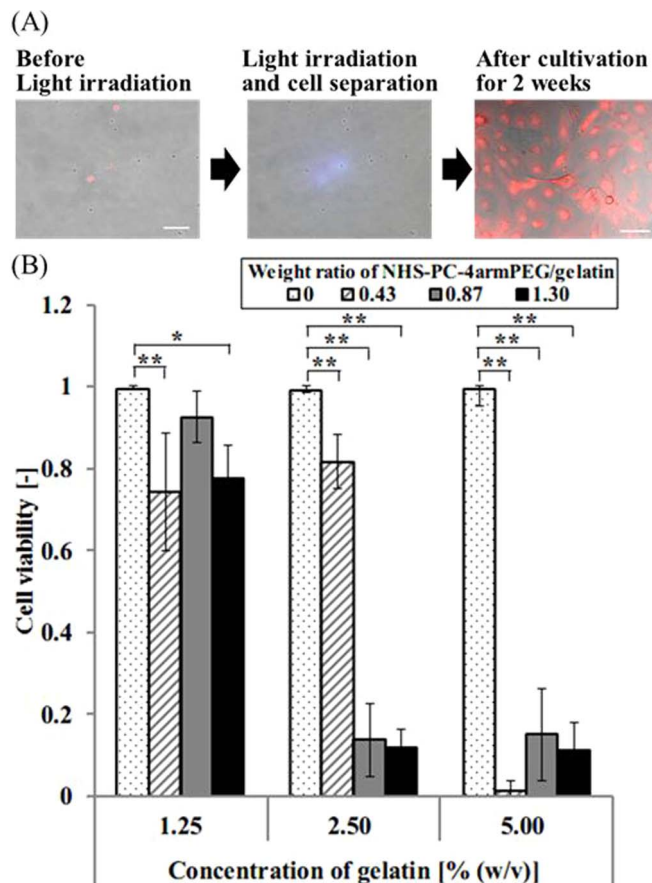 (A)
Before
Light irradiation
Light irradiation
and cell separation
After cultivation
for 2 weeks
(B)
Weight ratio of NHS-PC-4armPEG/gelatin
0 0.43 0.87 1.30
Cell viability [-]
1.2
1
0.8
0.6
0.4
0.2
0
*
**
**
**
**
**
**
**
1.25 2.50 5.00
Concentration of gelatin [% (w/v)]